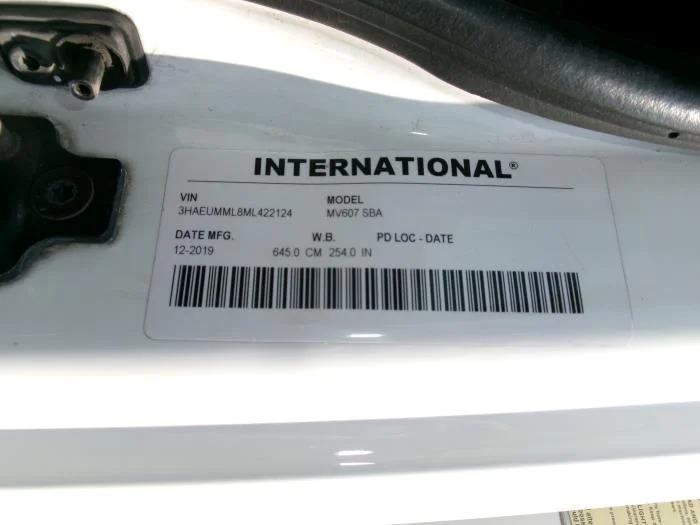 INTERNATIONAL®
VIN MODEL
3HAEUMML8ML422124 MV607 SBA
DATE MFG. W.B. PD LOC - DATE
12-2019 645.0 CM 254.0 IN